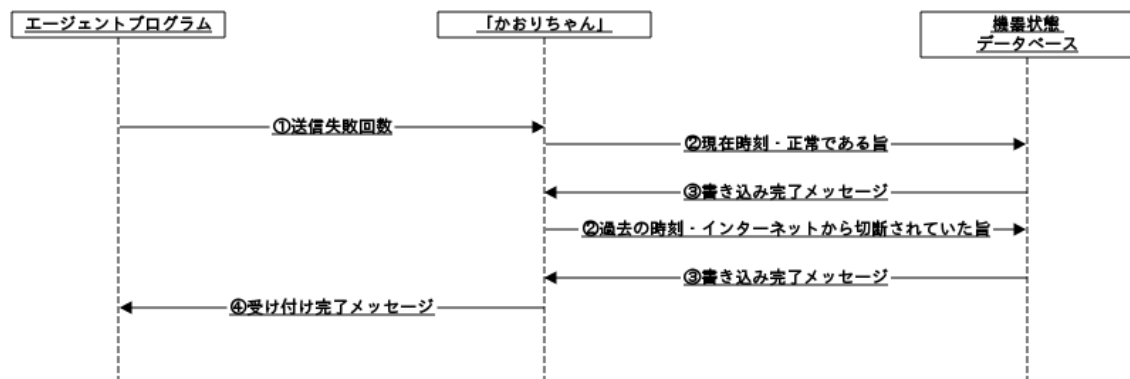 エージェントプログラム
「かおりちゃん」
機器状態
データベース
①送信失敗回数
②現在時刻・正常である旨
③書き込み完了メッセージ
②過去の時刻・インターネットから切断されていた旨
③書き込み完了メッセージ
④受け付け完了メッセージ